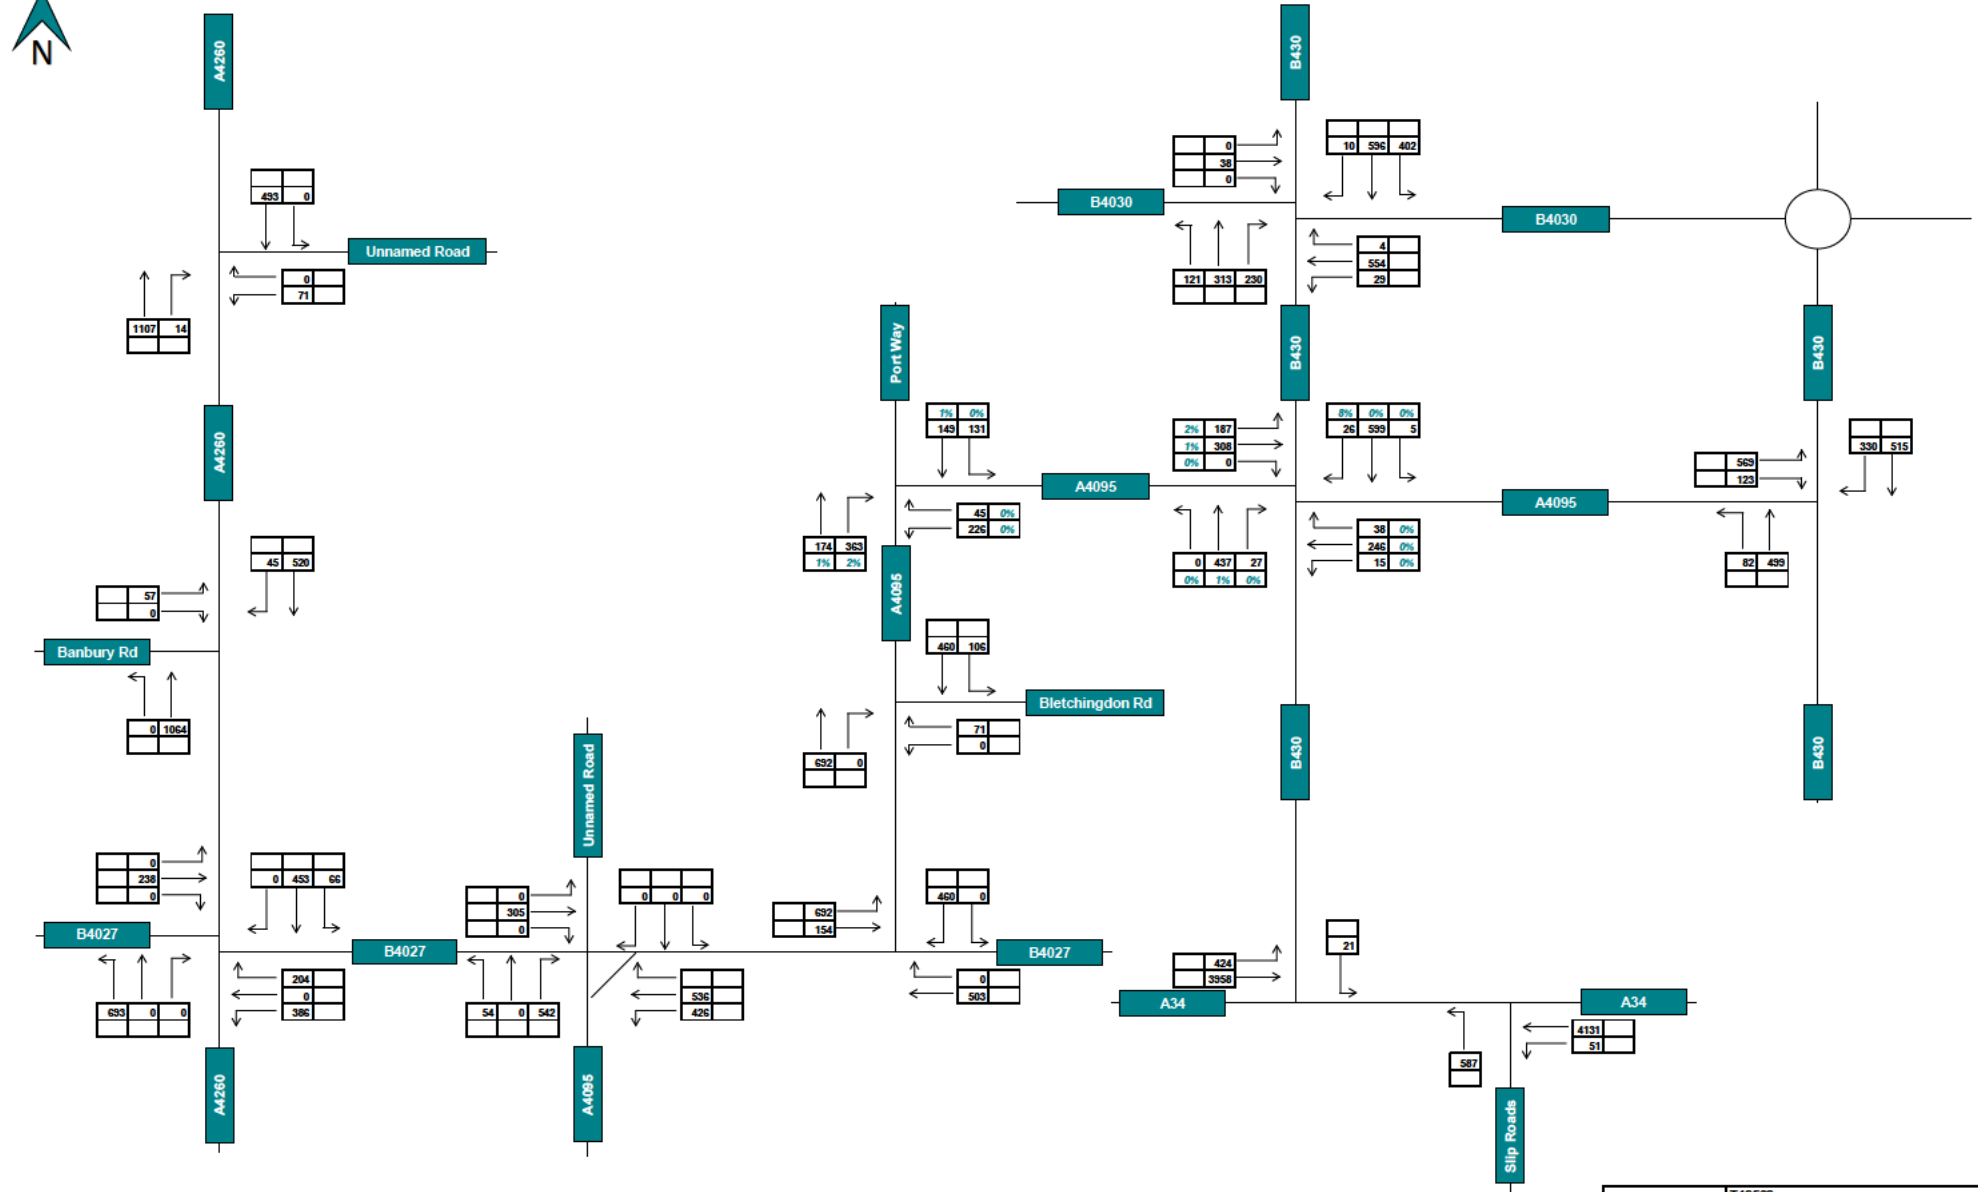 N
A4260
B430
10 596 402
0
38
0
493 0
B4030
B4030
Unnamed Road
4
554
29
0
71
121 313 230
1107 14
Port Way
B430
B430
A4260
1% 0%
149 131
2% 187
1% 308
0% 0
8% 0% 0%
26 599 5
330 515
569
123
A4095
A4095
45 0%
226 0%
38 0%
246 0%
15 0%
174 363
1% 2%
0 437 27
0% 1% 0%
82 499
45 520
A4095
57
0
460 106
Banbury Rd
Bletchingdon Rd
0 1064
71
0
692 0
Unnamed Road
B430
B430
0
238
0
0 453 66
0
305
0
0 0 0
692
154
460 0
B4027
B4027
B4027
21
424
3958
204
0
386
536
426
0
503
A34
A34
693 0 0
54 0 542
4131
51
587
A4260
A4095
Slip Roads